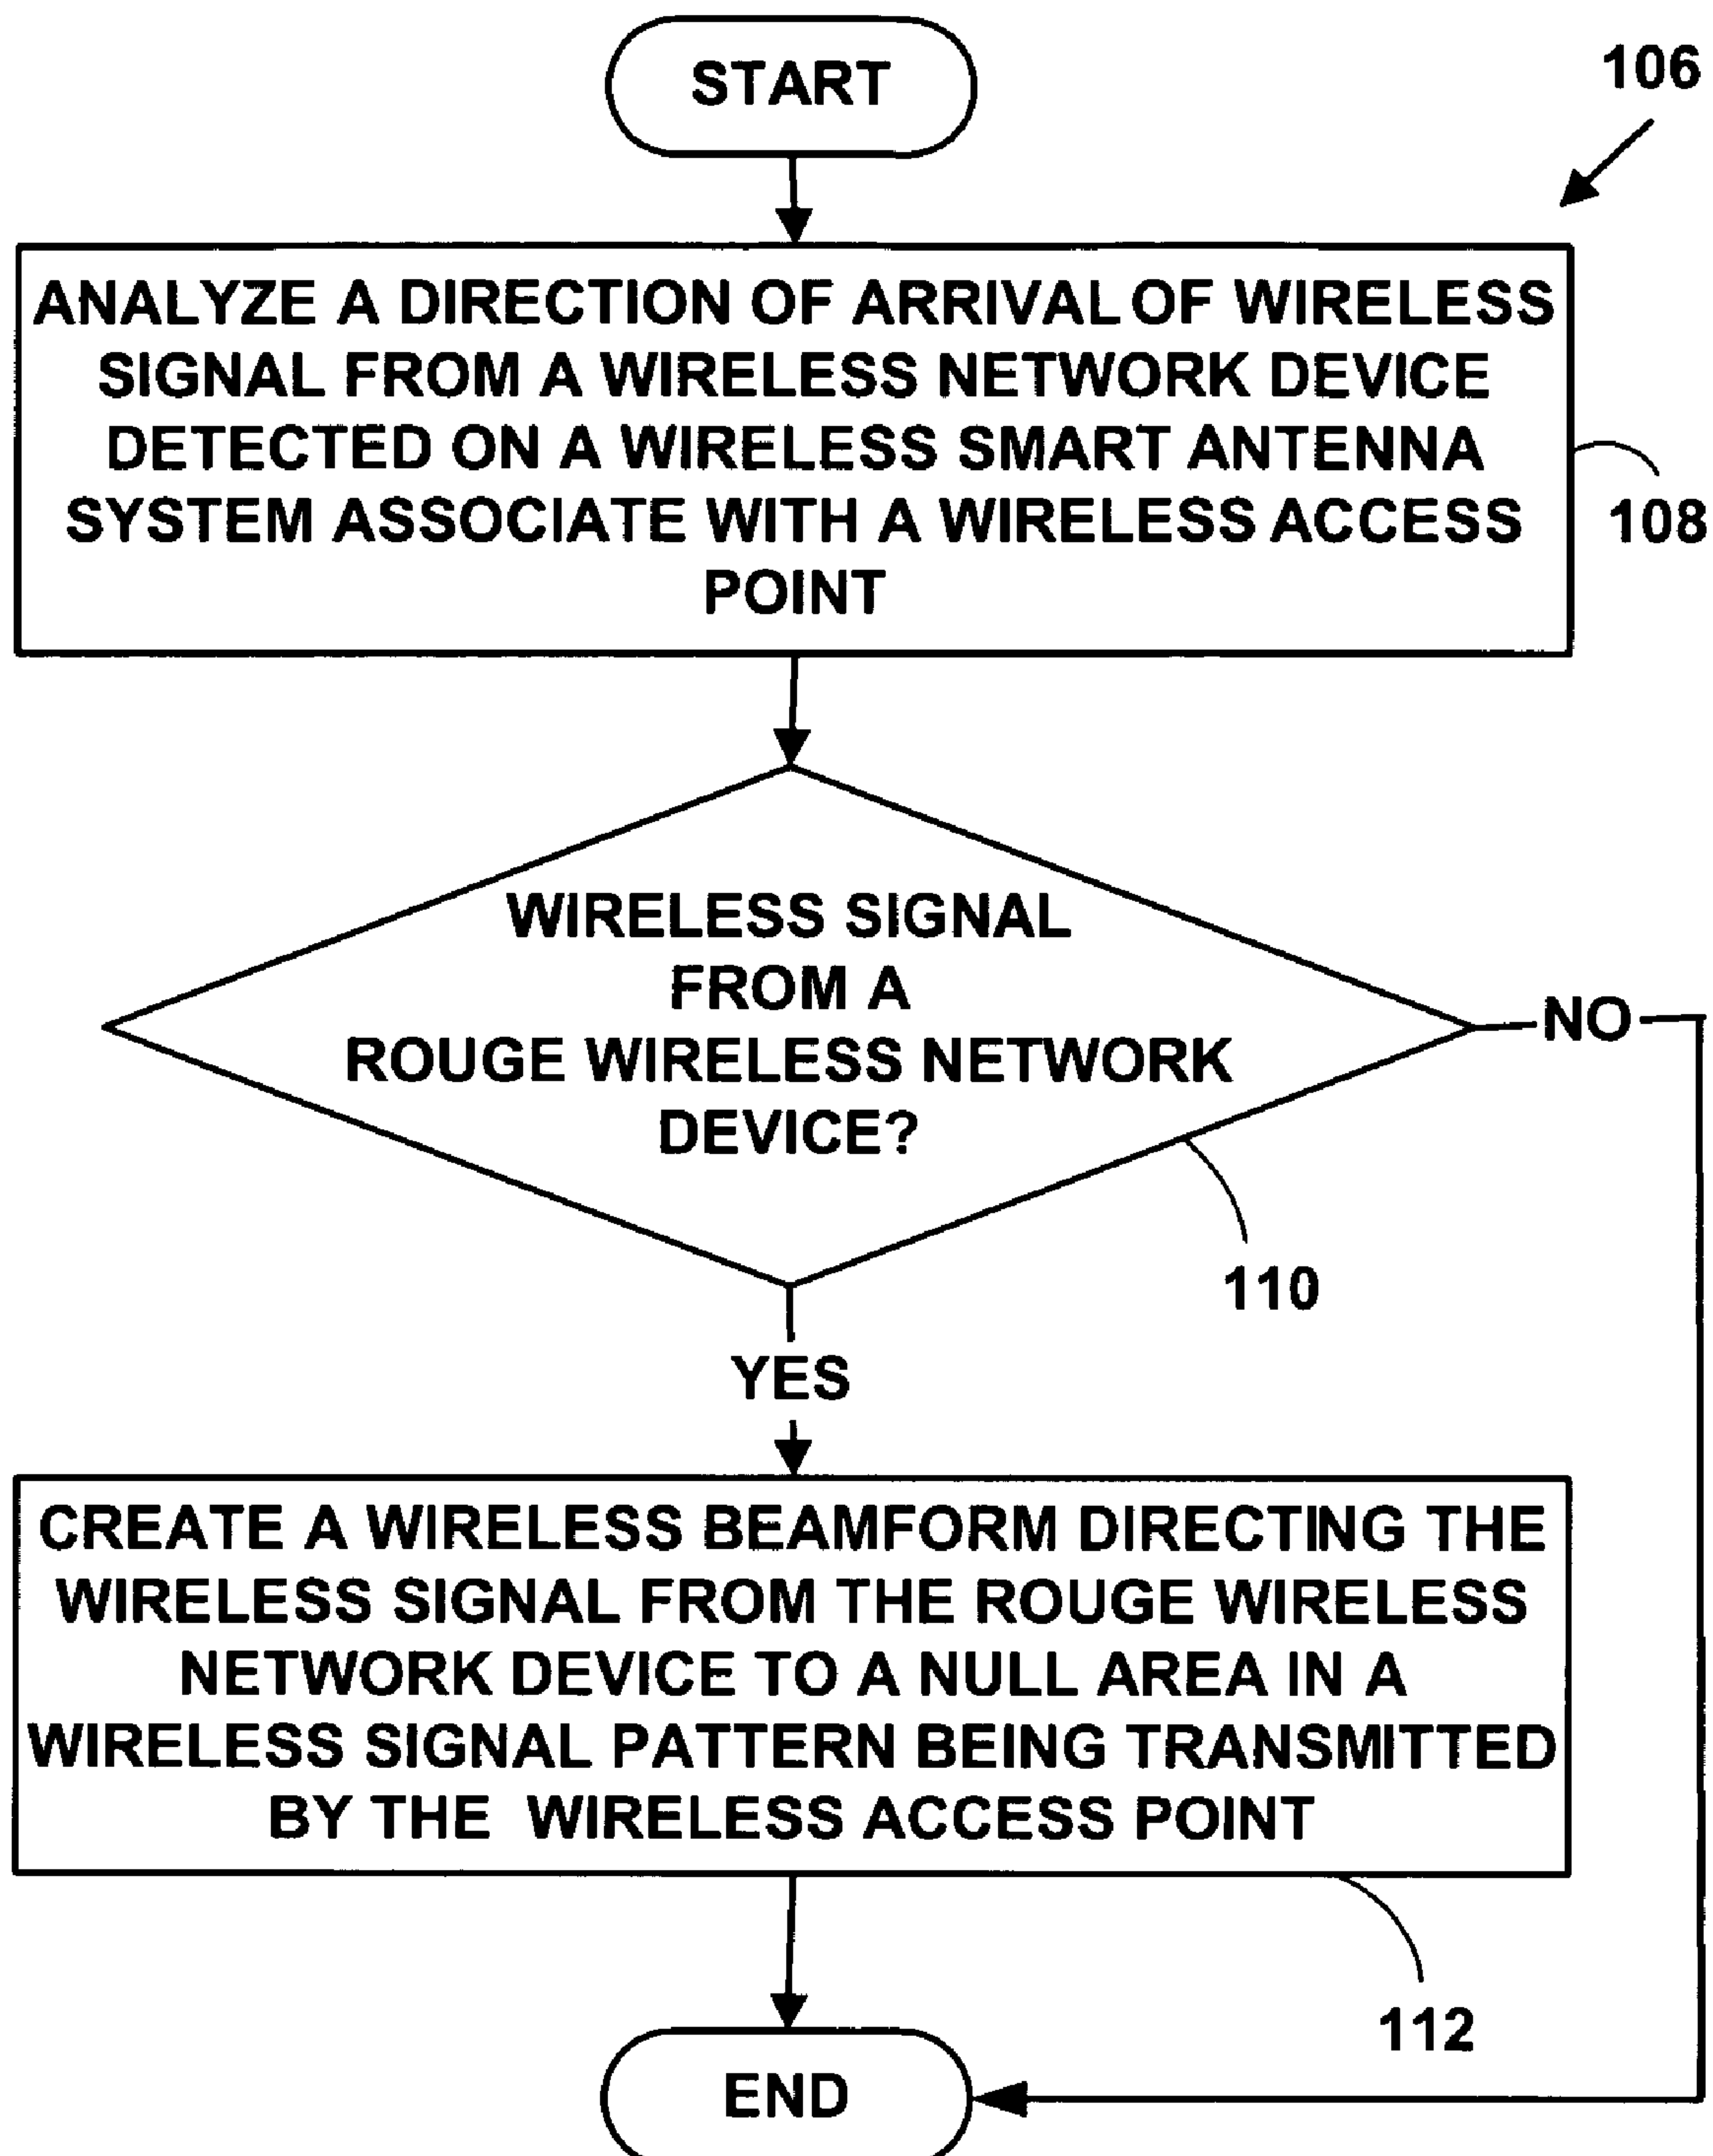 START
106
ANALYZE A DIRECTION OF ARRIVAL OF WIRELESS
SIGNAL FROM A WIRELESS NETWORK DEVICE
DETECTED ON A WIRELESS SMART ANTENNA
SYSTEM ASSOCIATE WITH A WIRELESS ACCESS
POINT
108
WIRELESS SIGNAL
FROM A
ROUGE WIRELESS NETWORK
DEVICE?
NO
110
YES
CREATE A WIRELESS BEAMFORM DIRECTING THE
WIRELESS SIGNAL FROM THE ROUGE WIRELESS
NETWORK DEVICE TO A NULL AREA IN A
WIRELESS SIGNAL PATTERN BEING TRANSMITTED
BY THE WIRELESS ACCESS POINT
112
END